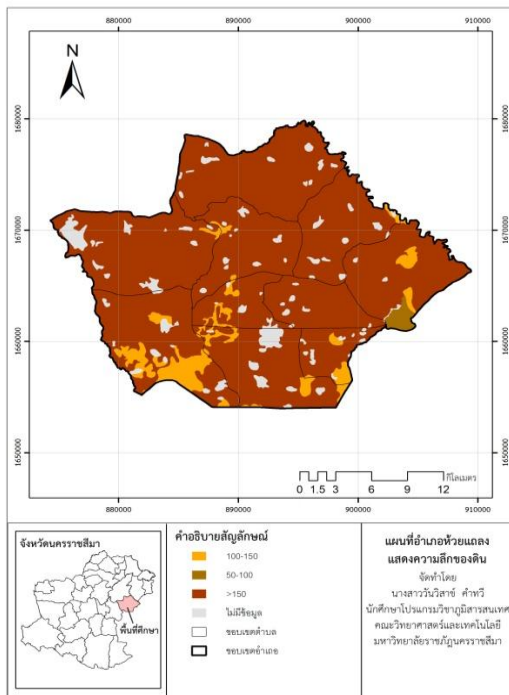 880000
890000
900000
910000
N
1680000
1680000
1670000
1670000
1660000
1660000
1650000
1650000
กิโลเมตร
0 1.5 3 6 9 12
880000
890000
900000
910000
จังหวัดนครราชสีมา
พื้นที่ศึกษา
คำอธิบายสัญลักษณ์
100-150
50-100
>150
ไม่มีข้อมูล
ขอบเขตตำบล
ขอบเขตอำเภอ
แผนที่อำเภอห้วยแถลง
แสดงความลึกของดิน
จัดทำโดย
นางสาววันวิสาข์ คำทวี
นักศึกษาโปรแกรมวิชาภูมิสารสนเทศ
คณะวิทยาศาสตร์และเทคโนโลยี
มหาวิทยาลัยราชภัฏนครราชสีมา